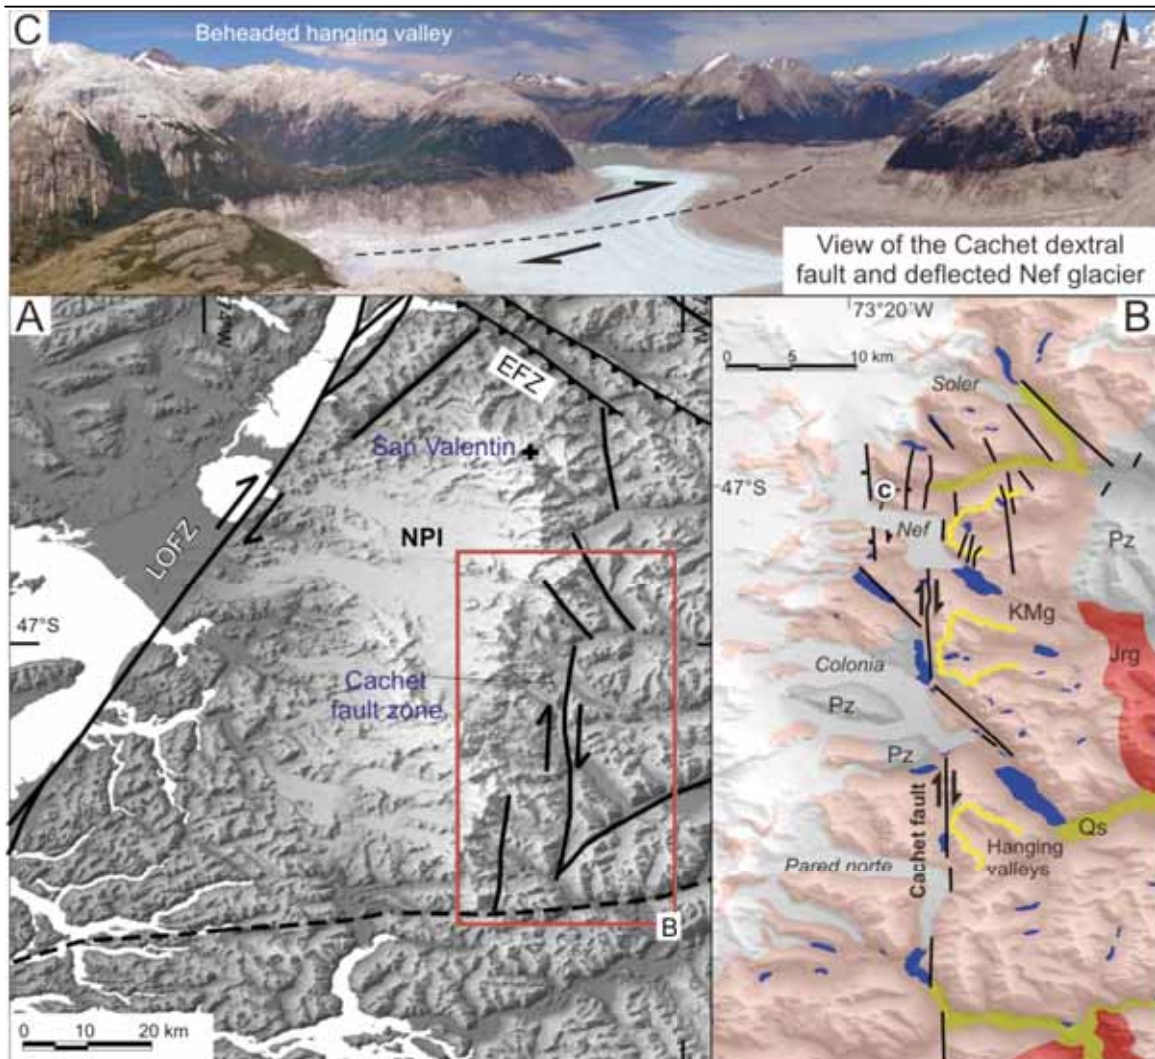 C
Beheaded hanging valley
View of the Cachet dextral
fault and deflected Nef glacier
A
EFZ
San Valentin
LOFZ
NPI
47°S
Cachet
fault zone
B
0 10 20 km
73°20´W
B
0 5 10 km
Soler
47°S
C
Nef
Pz
KMg
Jrg
Colonia
Pz
Pz
Cachet fault
Qs
Hanging
valleys
Pared norte